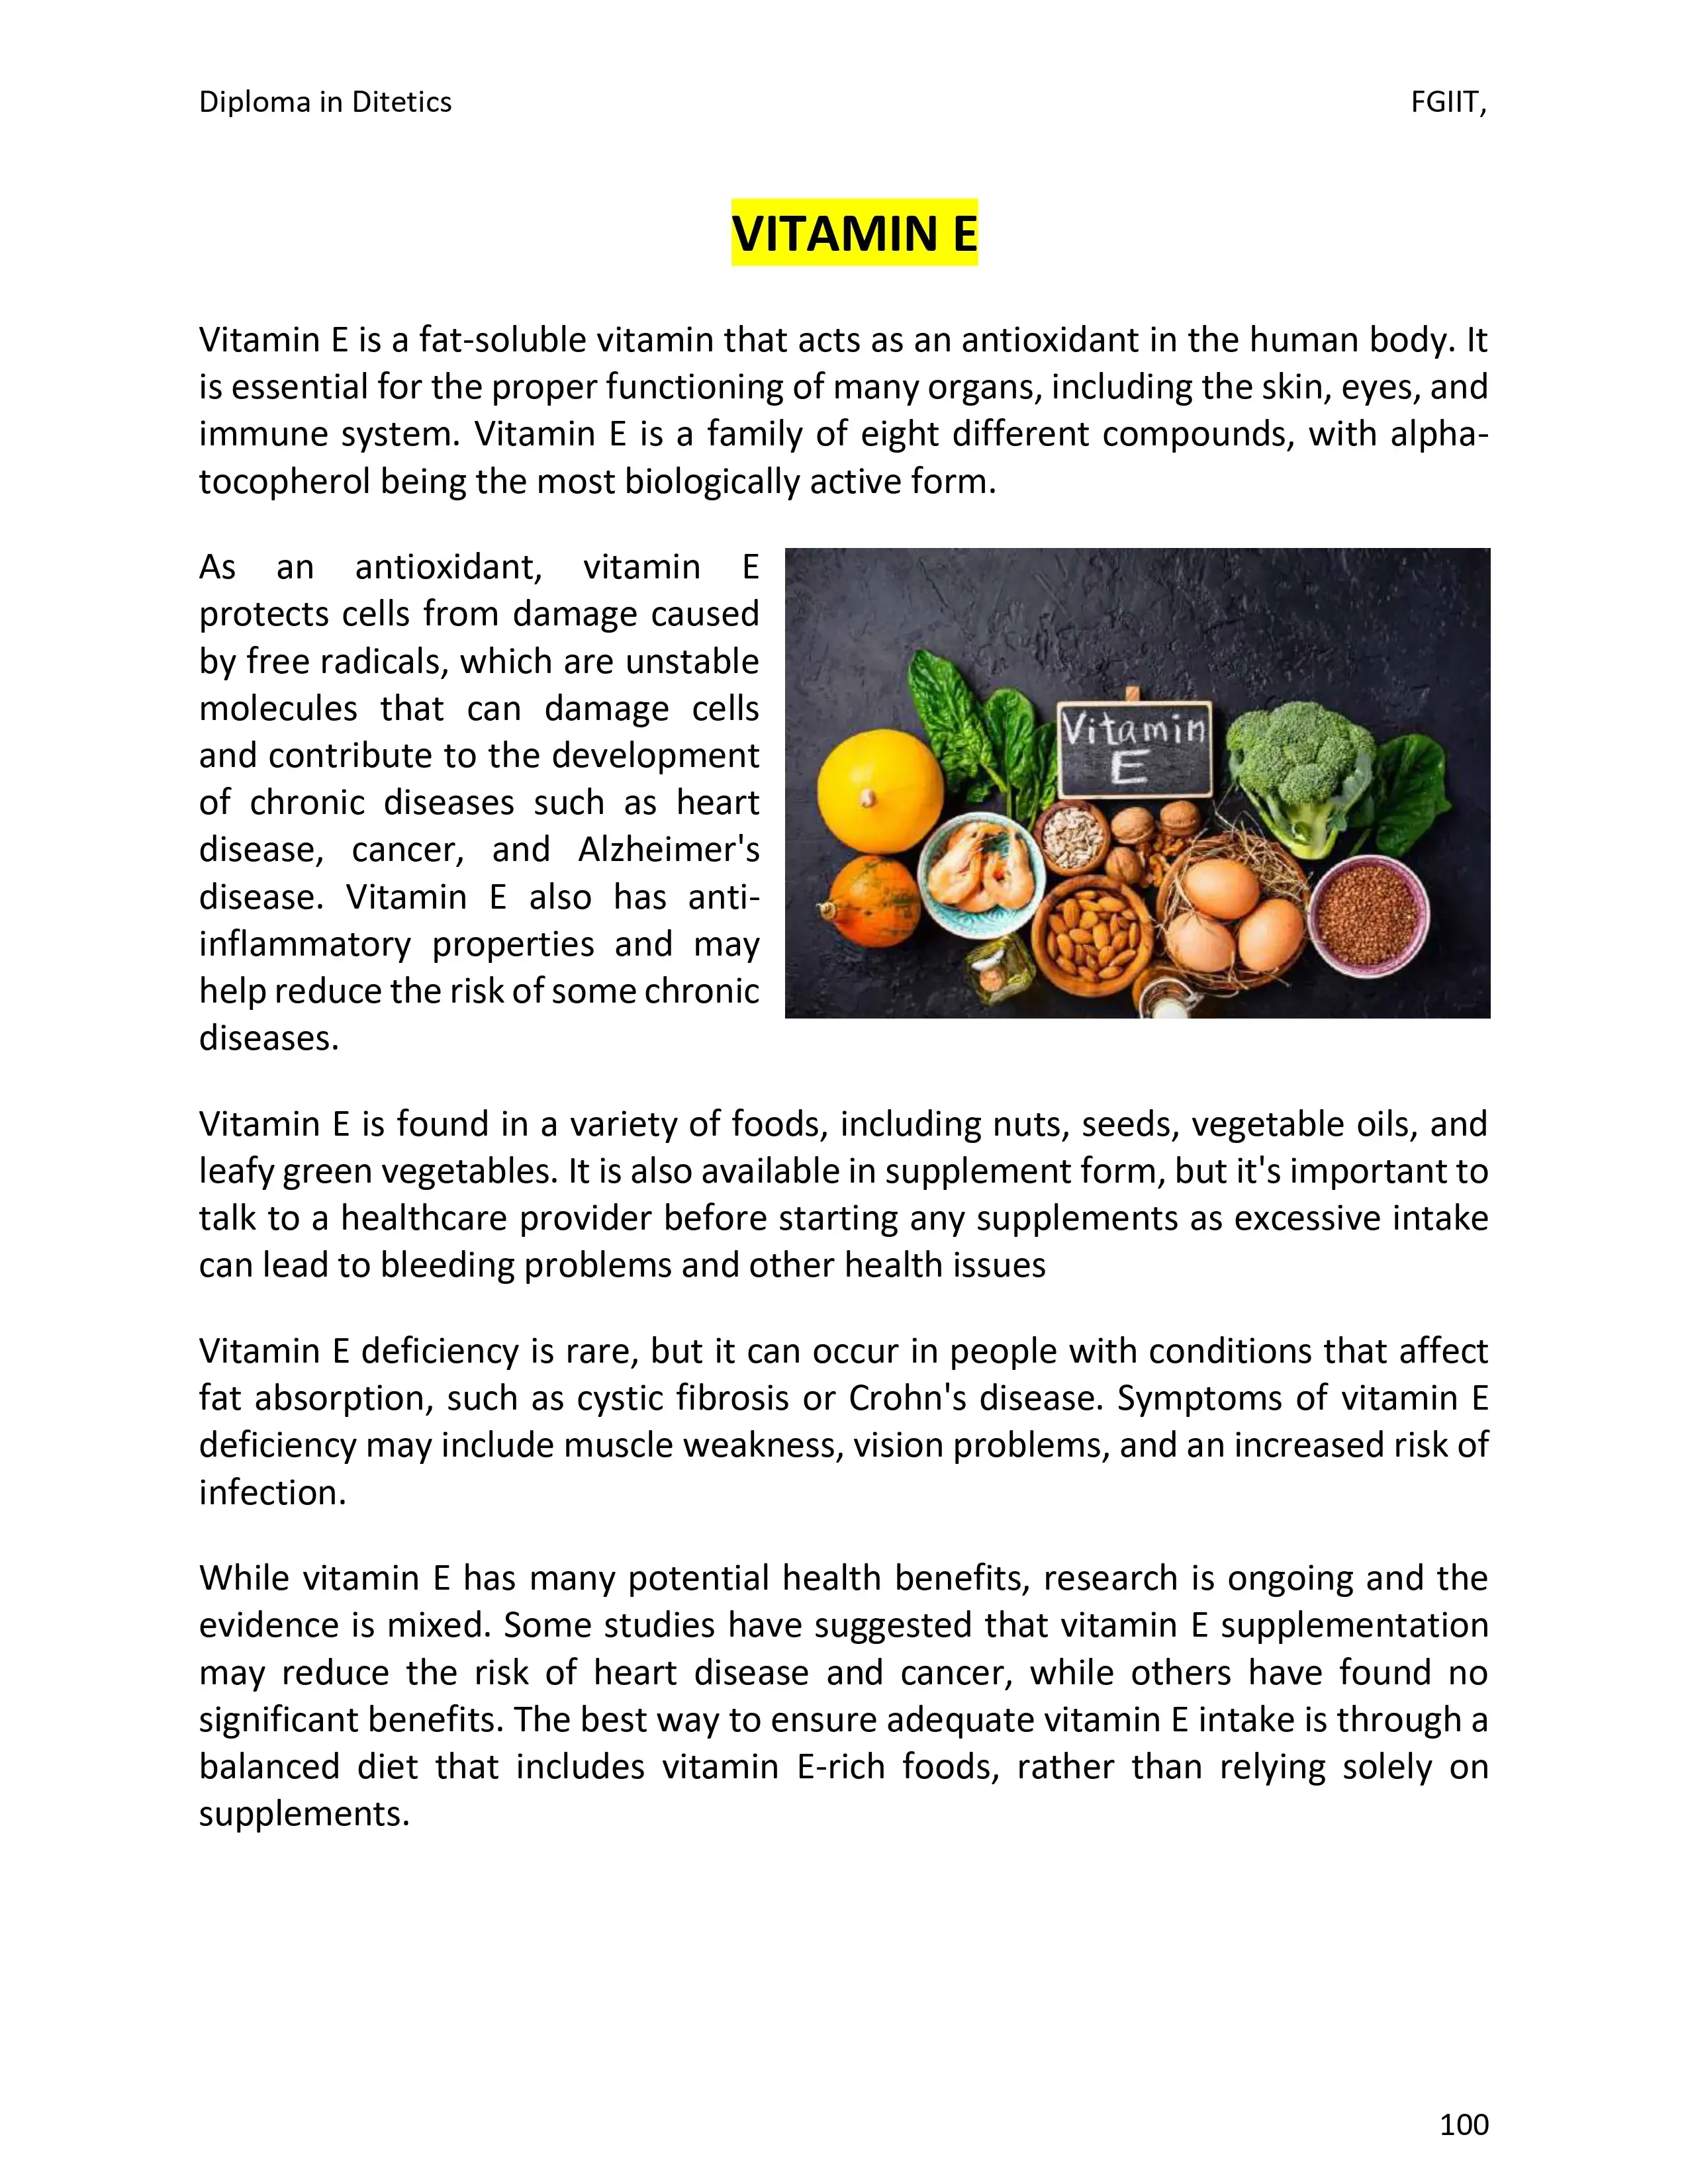 Diploma in Ditetics
FGIIT,
VITAMIN E
Vitamin E is a fat-soluble vitamin that acts as an antioxidant in the human body. It
is essential for the proper functioning of many organs, including the skin, eyes, and
immune system. Vitamin E is a family of eight different compounds, with alpha-
tocopherol being the most biologically active form.
As an antioxidant, vitamin E
protects cells from damage caused
by free radicals, which are unstable
molecules that can damage cells
and contribute to the development
of chronic diseases such as heart
disease, cancer, and Alzheimer's
disease. Vitamin E also has anti-
inflammatory properties and may
help reduce the risk of some chronic
diseases.
Vitamin
E
Vitamin E is found in a variety of foods, including nuts, seeds, vegetable oils, and
leafy green vegetables. It is also available in supplement form, but it's important to
talk to a healthcare provider before starting any supplements as excessive intake
can lead to bleeding problems and other health issues
Vitamin E deficiency is rare, but it can occur in people with conditions that affect
fat absorption, such as cystic fibrosis or Crohn's disease. Symptoms of vitamin E
deficiency may include muscle weakness, vision problems, and an increased risk of
infection.
While vitamin E has many potential health benefits, research is ongoing and the
evidence is mixed. Some studies have suggested that vitamin E supplementation
may reduce the risk of heart disease and cancer, while others have found no
significant benefits. The best way to ensure adequate vitamin E intake is through a
balanced diet that includes vitamin E-rich foods, rather than relying solely on
supplements.
100